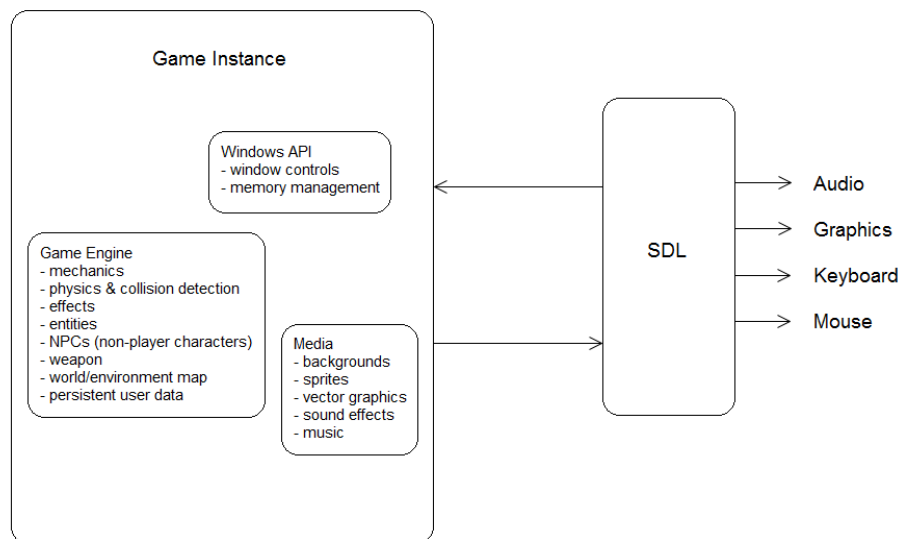 Game Instance
Windows API
- window controls
- memory management
Game Engine
- mechanics
- physics & collision detection
- effects
- entities
- NPCs (non-player characters)
- weapon
- world/environment map
- persistent user data
Media
- backgrounds
- sprites
- vector graphics
- sound effects
- music
SDL
Audio
Graphics
Keyboard
Mouse